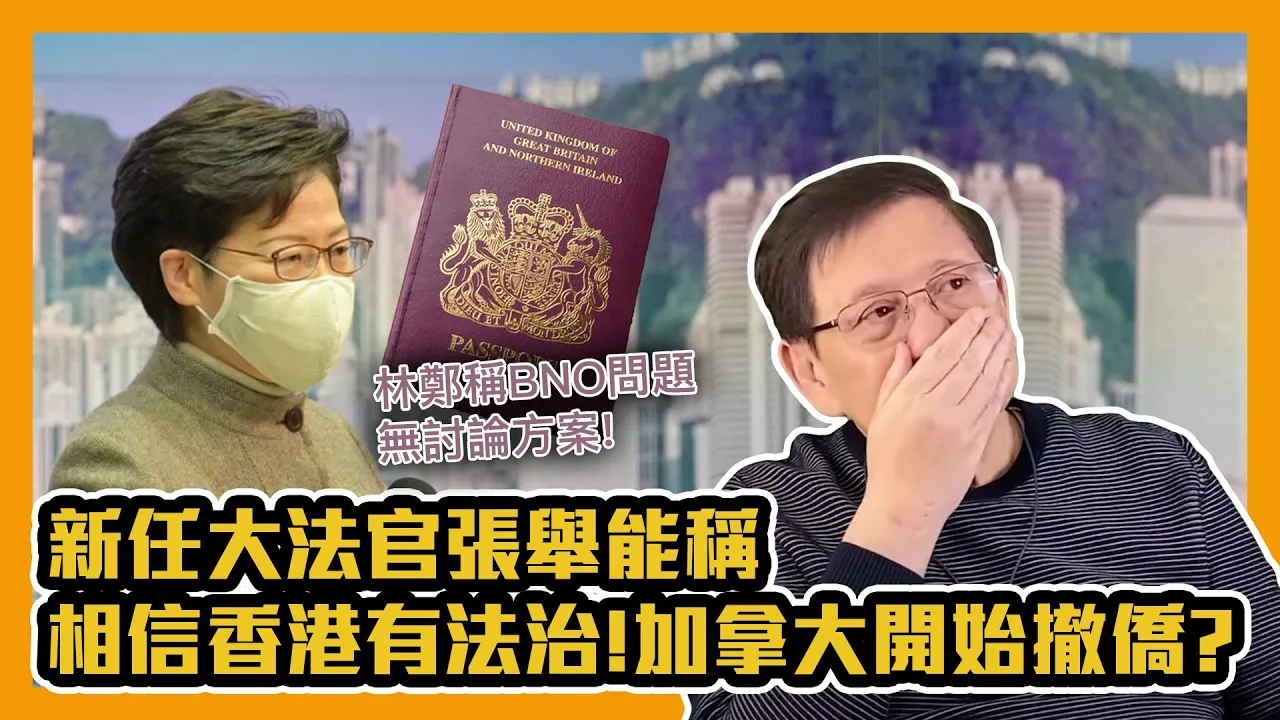 UNITED KINGDOM OF
GREAT BRITAIN
AND NORTHERN IRELAND
林鄭稱BNO問題
無討論方案!
新任大法官張舉能稱
相信香港有法治!加拿大開始撤僑?